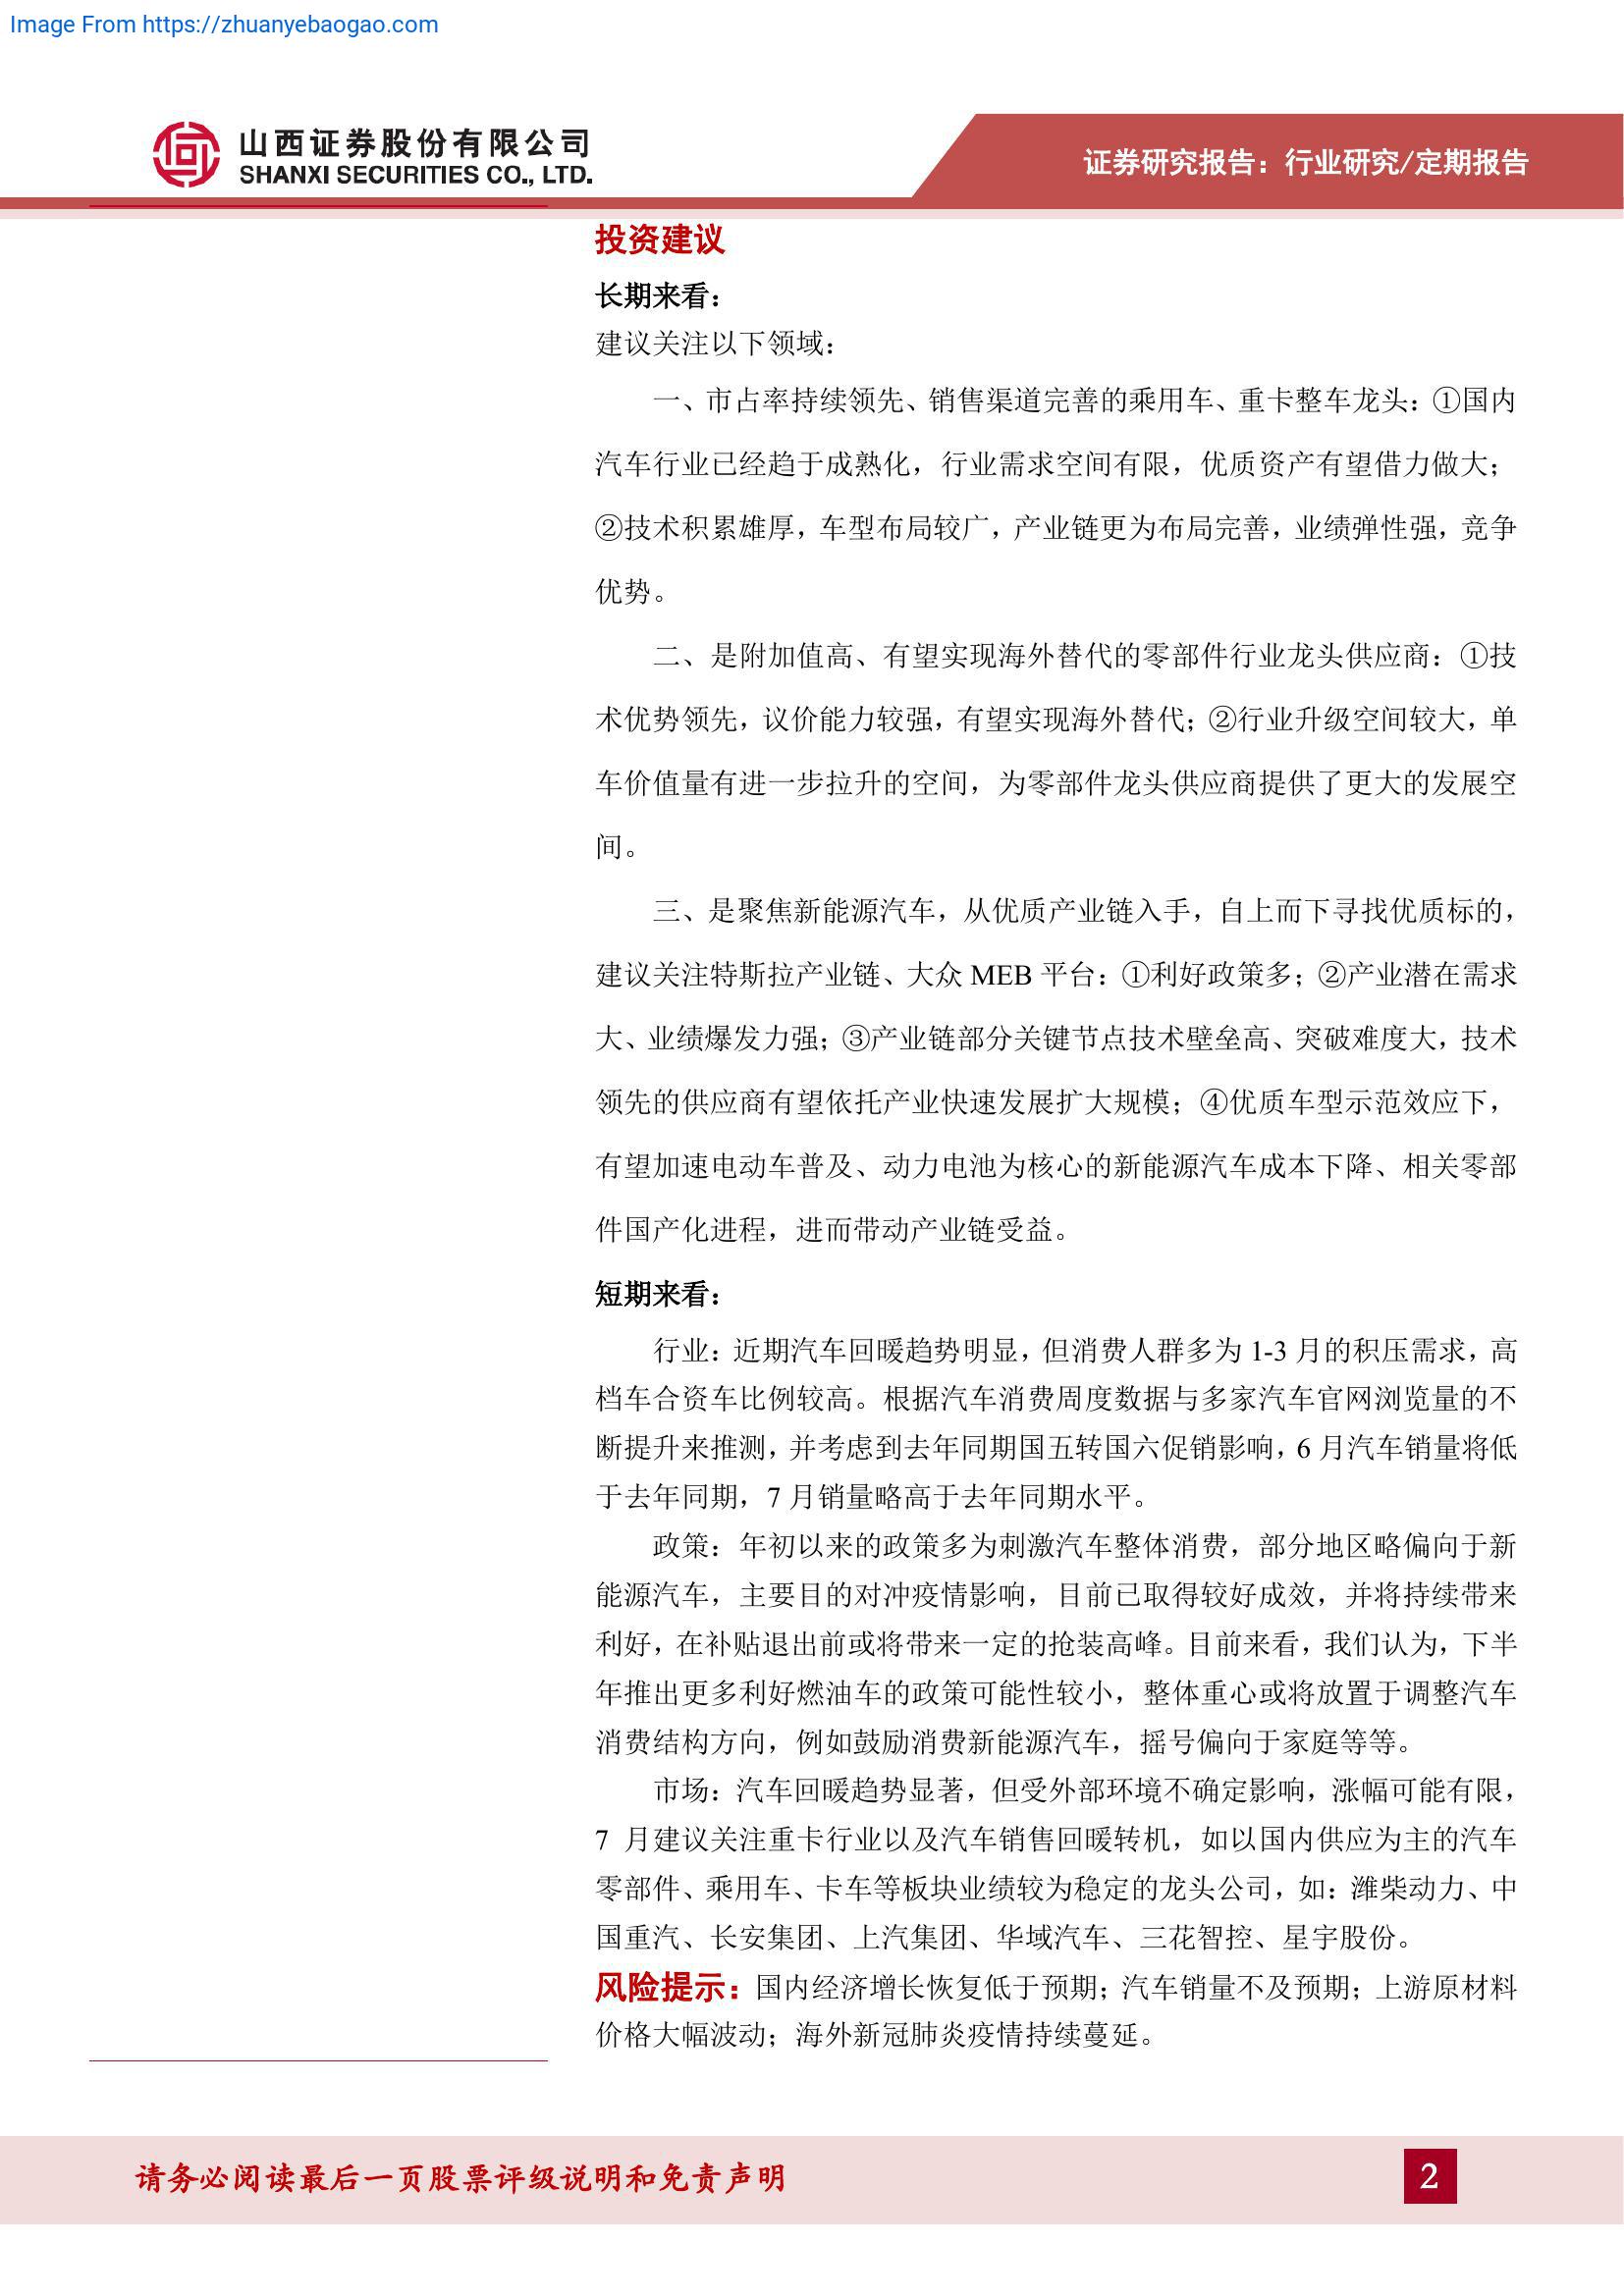 Image From https://zhuanyebaogao.com
山西证券股份有限公司
SHANXI SECURITIES CO., LTD.
证券研究报告：行业研究/定期报告
投资建议
长期来看：
建议关注以下领域：
一、市占率持续领先、销售渠道完善的乘用车、重卡整车龙头：①国内
汽车行业已经趋于成熟化，行业需求空间有限，优质资产有望借力做大；
②技术积累雄厚，车型布局较广，产业链更为布局完善，业绩弹性强，竞争
优势。
二、是附加值高、有望实现海外替代的零部件行业龙头供应商：①技
术优势领先，议价能力较强，有望实现海外替代；②行业升级空间较大，单
车价值量有进一步拉升的空间，为零部件龙头供应商提供了更大的发展空
间。
三、是聚焦新能源汽车，从优质产业链入手，自上而下寻找优质标的，
建议关注特斯拉产业链、大众 MEB 平台：①利好政策多；②产业潜在需求
大、业绩爆发力强；③产业链部分关键节点技术壁垒高、突破难度大，技术
领先的供应商有望依托产业快速发展扩大规模；④优质车型示范效应下，
有望加速电动车普及、动力电池为核心的新能源汽车成本下降、相关零部
件国产化进程，进而带动产业链受益。
短期来看：
行业：近期汽车回暖趋势明显，但消费人群多为 1-3 月的积压需求，高
档车合资车比例较高。根据汽车消费周度数据与多家汽车官网浏览量的不
断提升来推测，并考虑到去年同期国五转国六促销影响，6 月汽车销量将低
于去年同期，7 月销量略高于去年同期水平。
政策：年初以来的政策多为刺激汽车整体消费，部分地区略偏向于新
能源汽车，主要目的对冲疫情影响，目前已取得较好成效，并将持续带来
利好，在补贴退出前或将带来一定的抢装高峰。目前来看，我们认为，下半
年推出更多利好燃油车的政策可能性较小，整体重心或将放置于调整汽车
消费结构方向，例如鼓励消费新能源汽车，摇号偏向于家庭等等。
市场：汽车回暖趋势显著，但受外部环境不确定影响，涨幅可能有限，
7 月建议关注重卡行业以及汽车销售回暖转机，如以国内供应为主的汽车
零部件、乘用车、卡车等板块业绩较为稳定的龙头公司，如：潍柴动力、中
国重汽、长安集团、上汽集团、华域汽车、三花智控、星宇股份。
风险提示：国内经济增长恢复低于预期；汽车销量不及预期；上游原材料
价格大幅波动；海外新冠肺炎疫情持续蔓延。
请务必阅读最后一页股票评级说明和免责声明
2